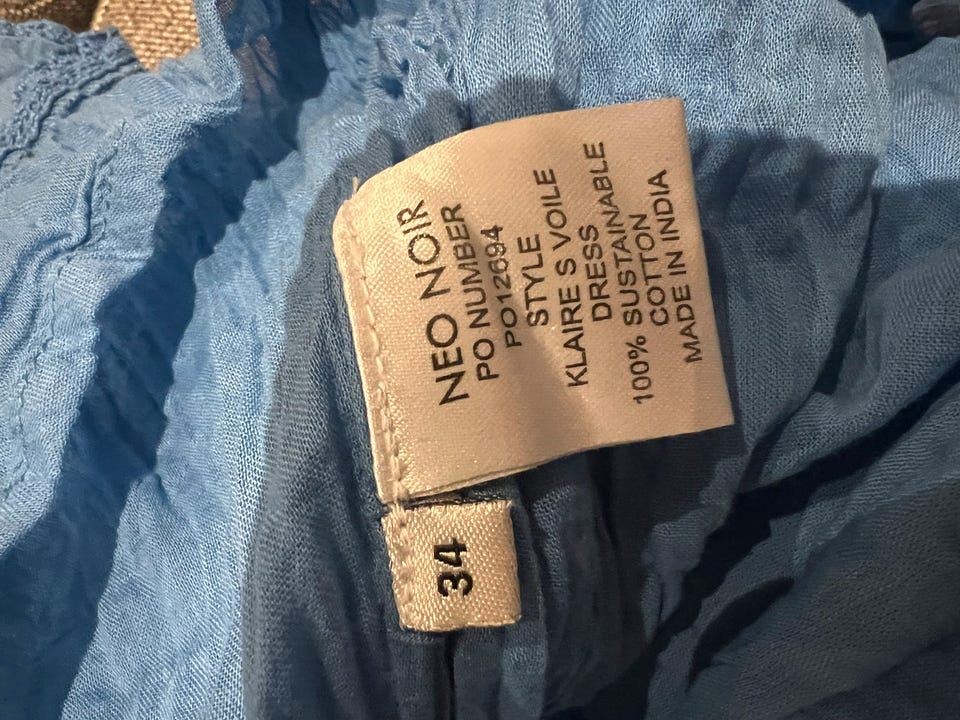 NEO NOIR
PO NUMBER
PO12694
STYLE
KLAIRE S VOILE
DRESS
100% SUSTAINABLE
COTTON
MADE IN INDIA
34